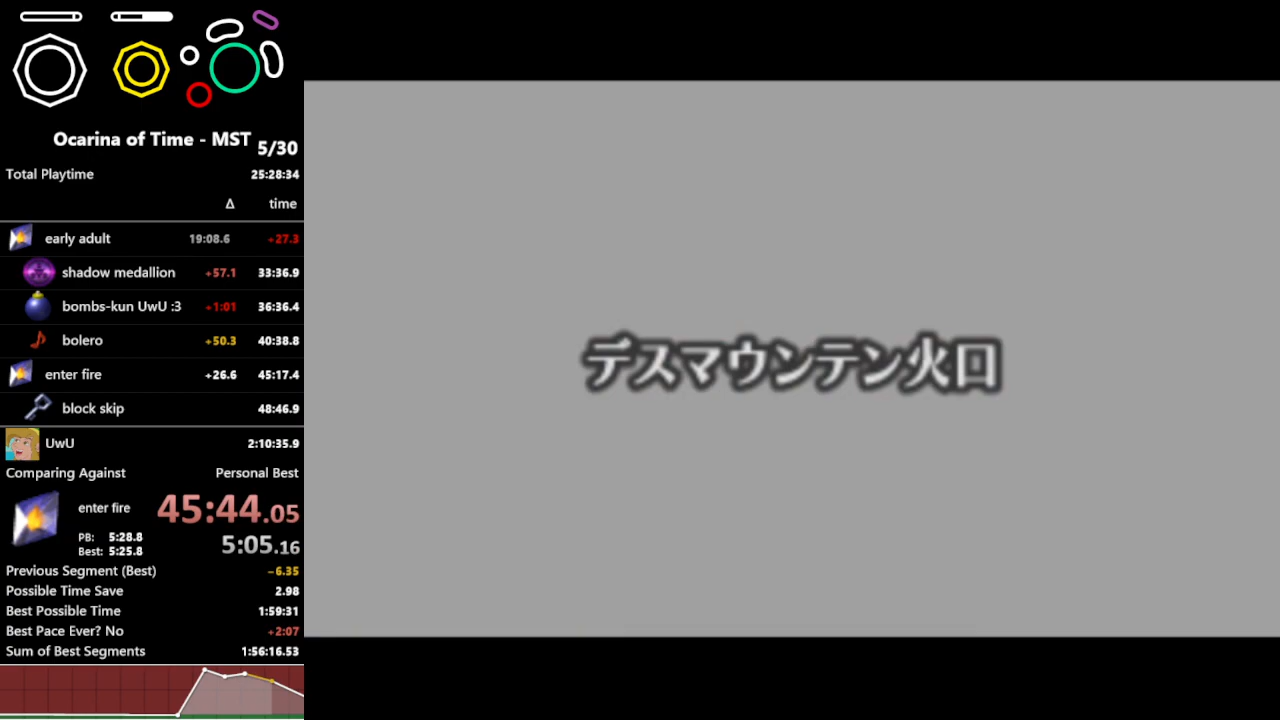 Ocarina of Time - MST 5/30
Total Playtime 25:28:34
Δ time
early adult 19:08.6 +27.3
shadow medallion +57.1 33:36.9
bombs-kun UwU :3 +1:01 36:36.4
bolero +50.3 40:38.8
enter fire +26.6 45:17.4
block skip 48:46.9
UwU 2:10:35.9
Comparing Against Personal Best
enter fire 45:44.05
PB: 5:28.8 5:05.16
Best: 5:25.8
Previous Segment (Best) −6.35
Possible Time Save 2.98
Best Possible Time 1:59:31
Best Pace Ever? No +2:07
Sum of Best Segments 1:56:16.53
デスマウンテン火口